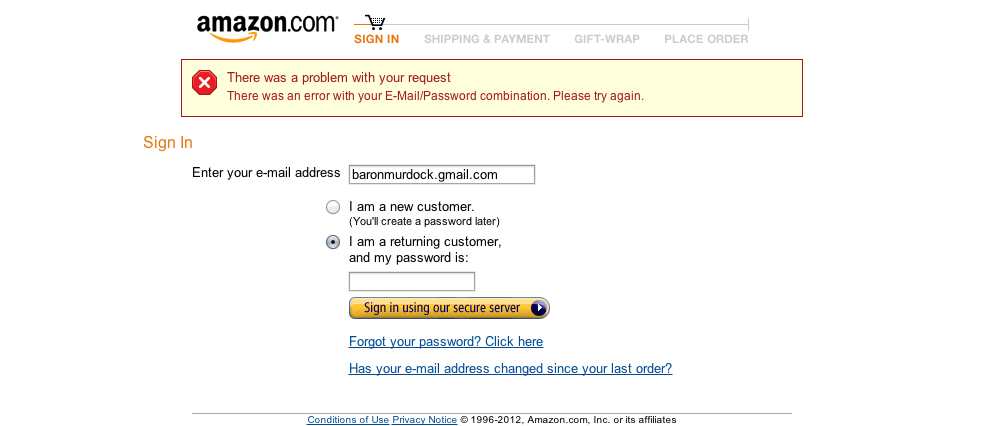 amazon.com
SIGN IN SHIPPING & PAYMENT GIFT-WRAP PLACE ORDER
There was a problem with your request
There was an error with your E-Mail/Password combination. Please try again.
Sign In
Enter your e-mail address baronmurdock.gmail.com
I am a new customer.
(You'll create a password later)
I am a returning customer,
and my password is:
Sign in using our secure server
Forgot your password? Click here
Has your e-mail address changed since your last order?
Conditions of Use Privacy Notice © 1996-2012, Amazon.com, Inc. or its affiliates